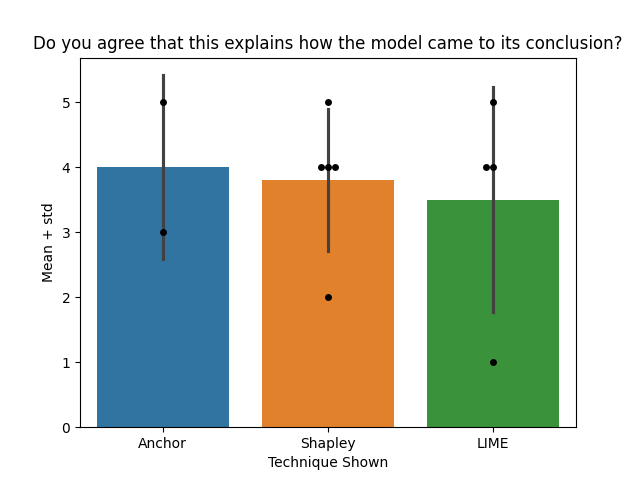 Do you agree that this explains how the model came to its conclusion?
Mean + std
5
4
3
2
1
0
Anchor
Shapley
LIME
Technique Shown